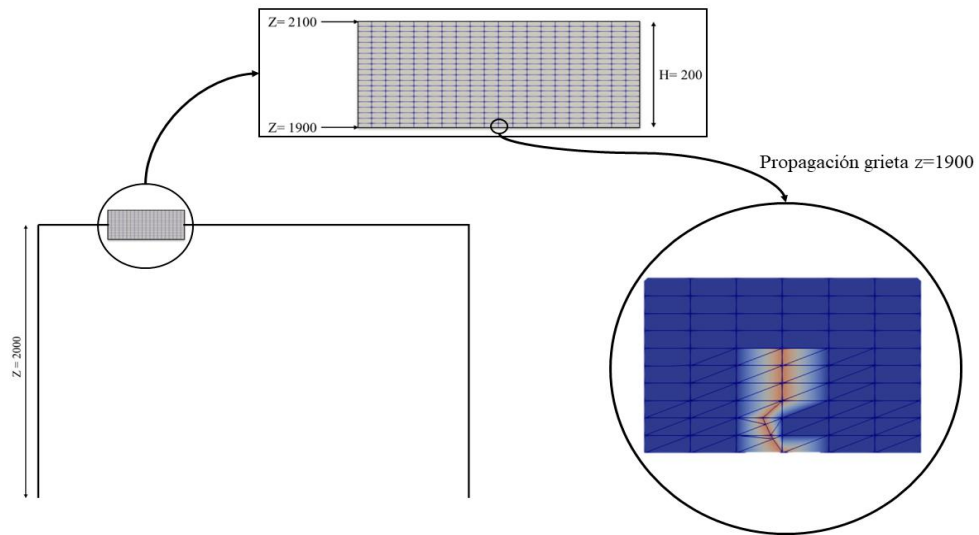 Z= 2100
H= 200
Z= 1900
Propagación grieta z=1900
Z= 2000